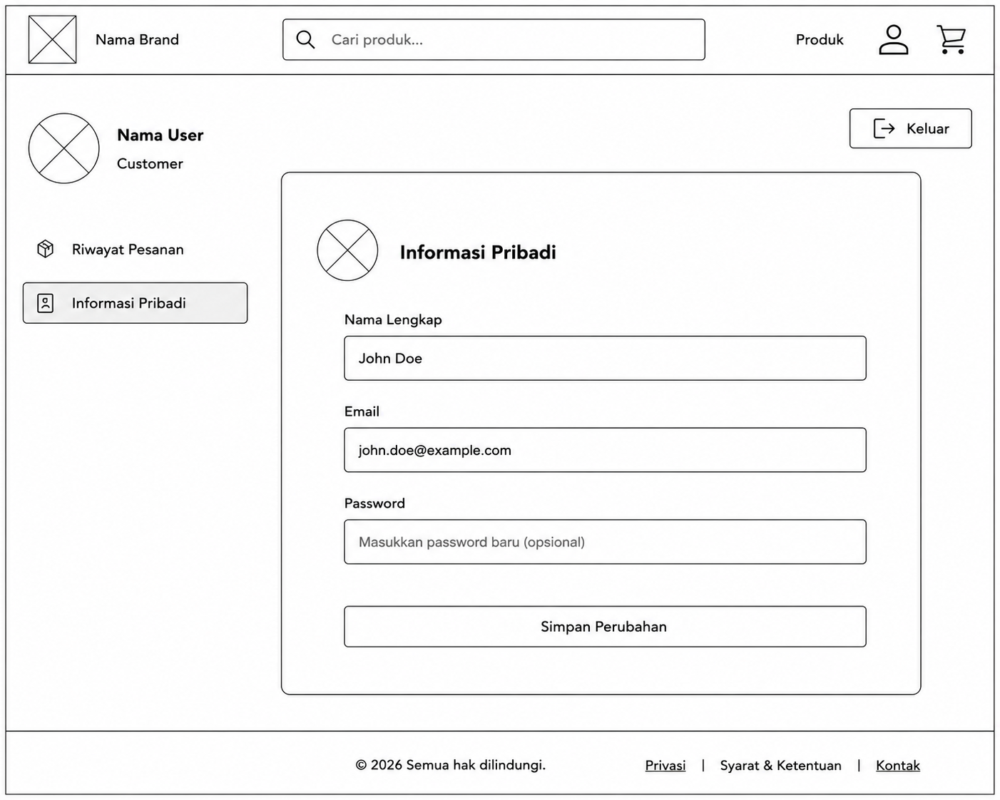 Nama Brand
Cari produk...
Produk
Nama User
Customer
Keluar
Riwayat Pesanan
Informasi Pribadi
Informasi Pribadi
Nama Lengkap
John Doe
Email
john.doe@example.com
Password
Masukkan password baru (opsional)
Simpan Perubahan
© 2026 Semua hak dilindungi.
Privasi | Syarat & Ketentuan | Kontak